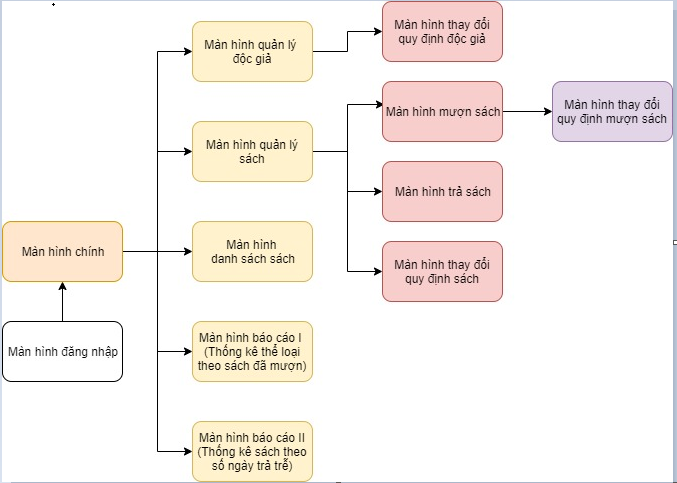 Màn hình quản lý
độc giả
Màn hình thay đổi
quy định độc giả
Màn hình quản lý
sách
Màn hình mượn sách
Màn hình thay đổi
quy định mượn sách
Màn hình trả sách
Màn hình chính
Màn hình
danh sách sách
Màn hình thay đổi
quy định sách
Màn hình đăng nhập
Màn hình báo cáo I
(Thống kê thể loại
theo sách đã mượn)
Màn hình báo cáo II
(Thống kê sách theo
số ngày trả trễ)